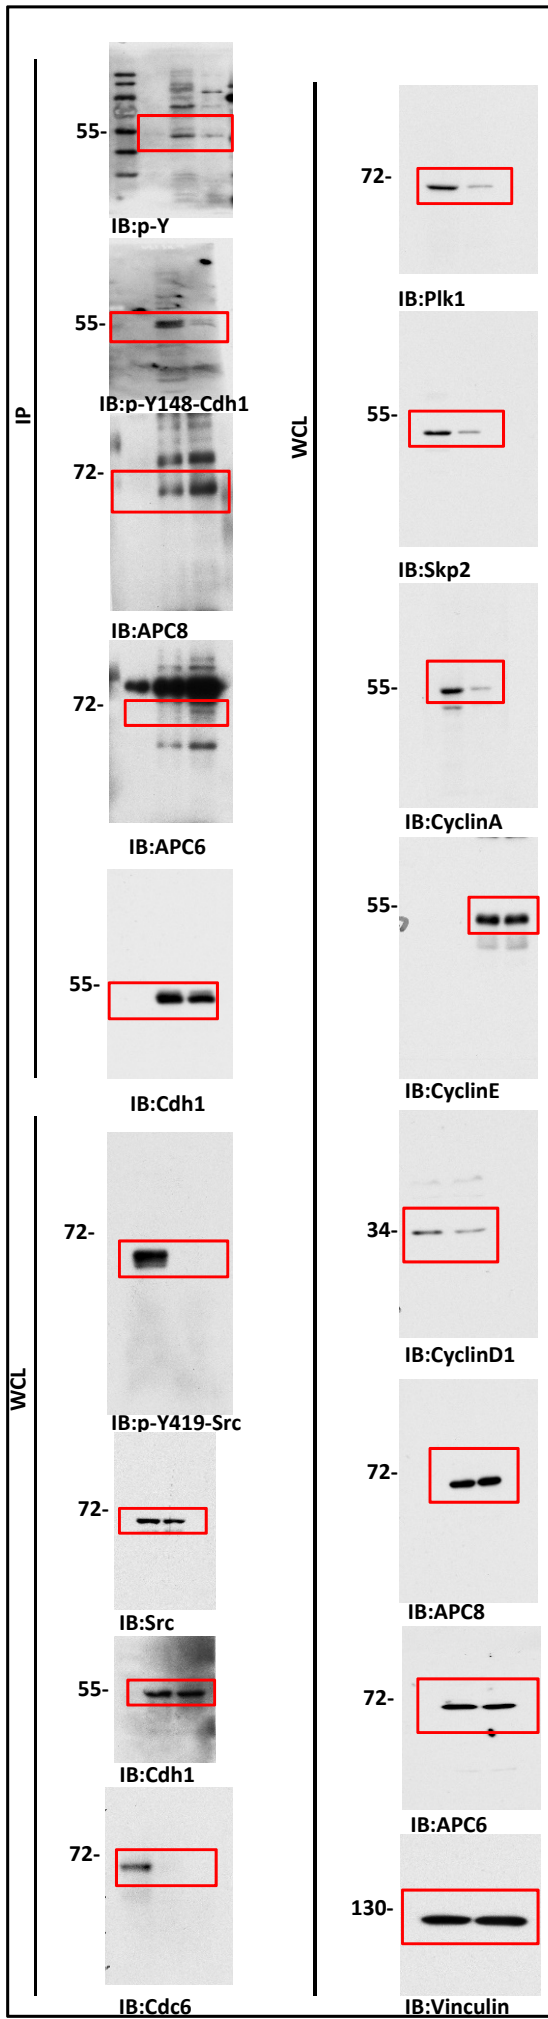 IP
55-
IB:p-Y
55-
IB:p-Y148-Cdh1
72-
IB:APC8
72-
IB:APC6
55-
IB:Cdh1
WCL
72-
IB:p-Y419-Src
72-
IB:Src
55-
IB:Cdh1
72-
IB:Cdc6
WCL
72-
IB:Plk1
55-
IB:Skp2
55-
IB:CyclinA
55-
IB:CyclinE
34-
IB:CyclinD1
72-
IB:APC8
72-
IB:APC6
130-
IB:Vinculin